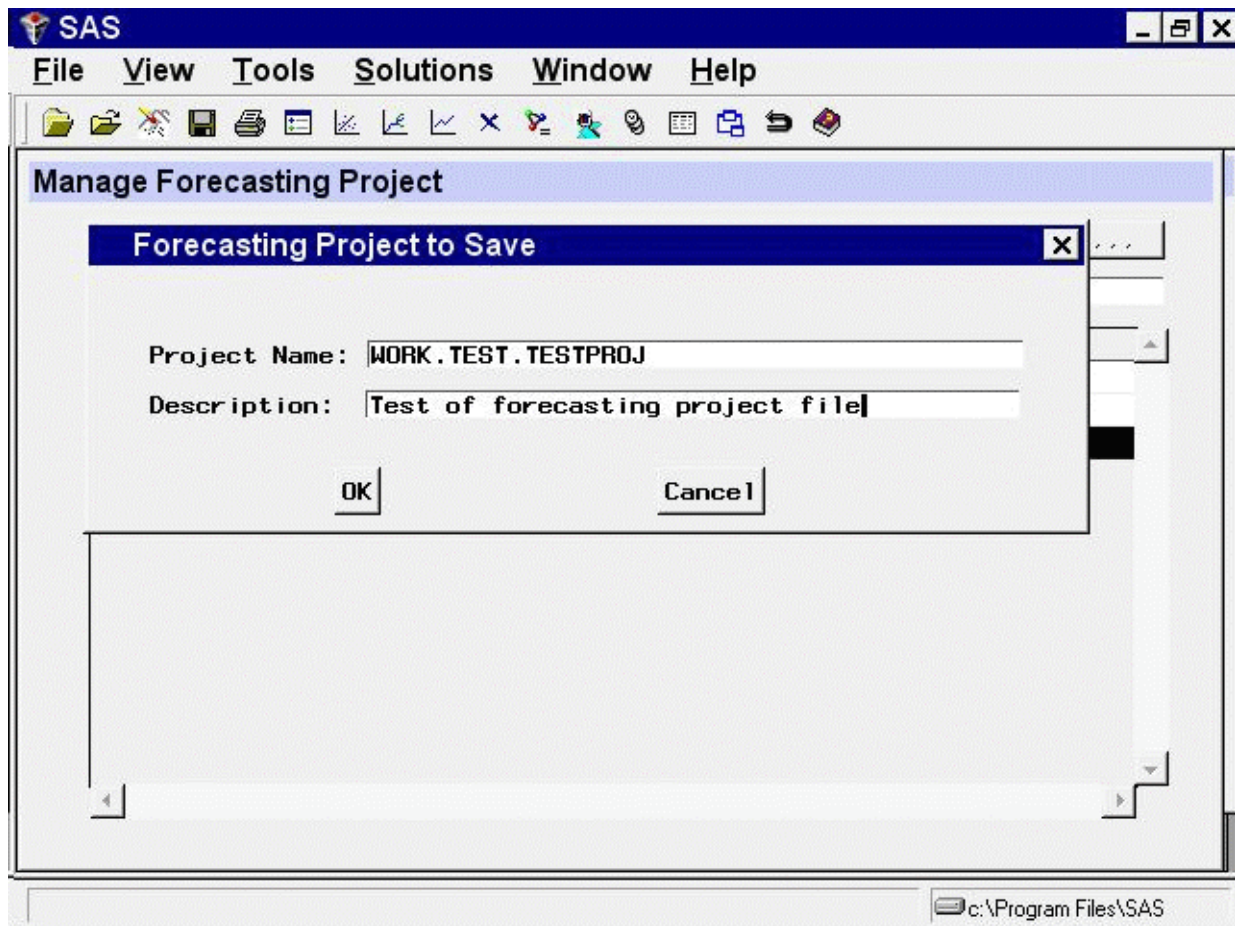 SAS
File View Tools Solutions Window Help
Manage Forecasting Project
Forecasting Project to Save
...
Project Name: WORK.TEST.TESTPROJ
Description: Test of forecasting project file
OK Cancel
c:\Program Files\SAS